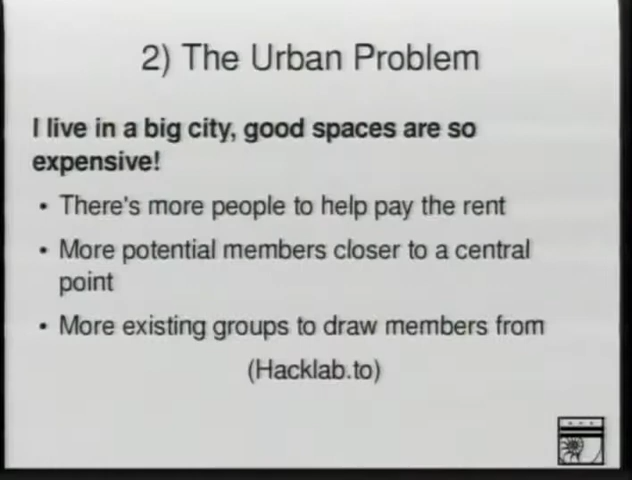 2) The Urban Problem
I live in a big city, good spaces are so
expensive!
• There's more people to help pay the rent
• More potential members closer to a central
point
• More existing groups to draw members from
(Hacklab.to)